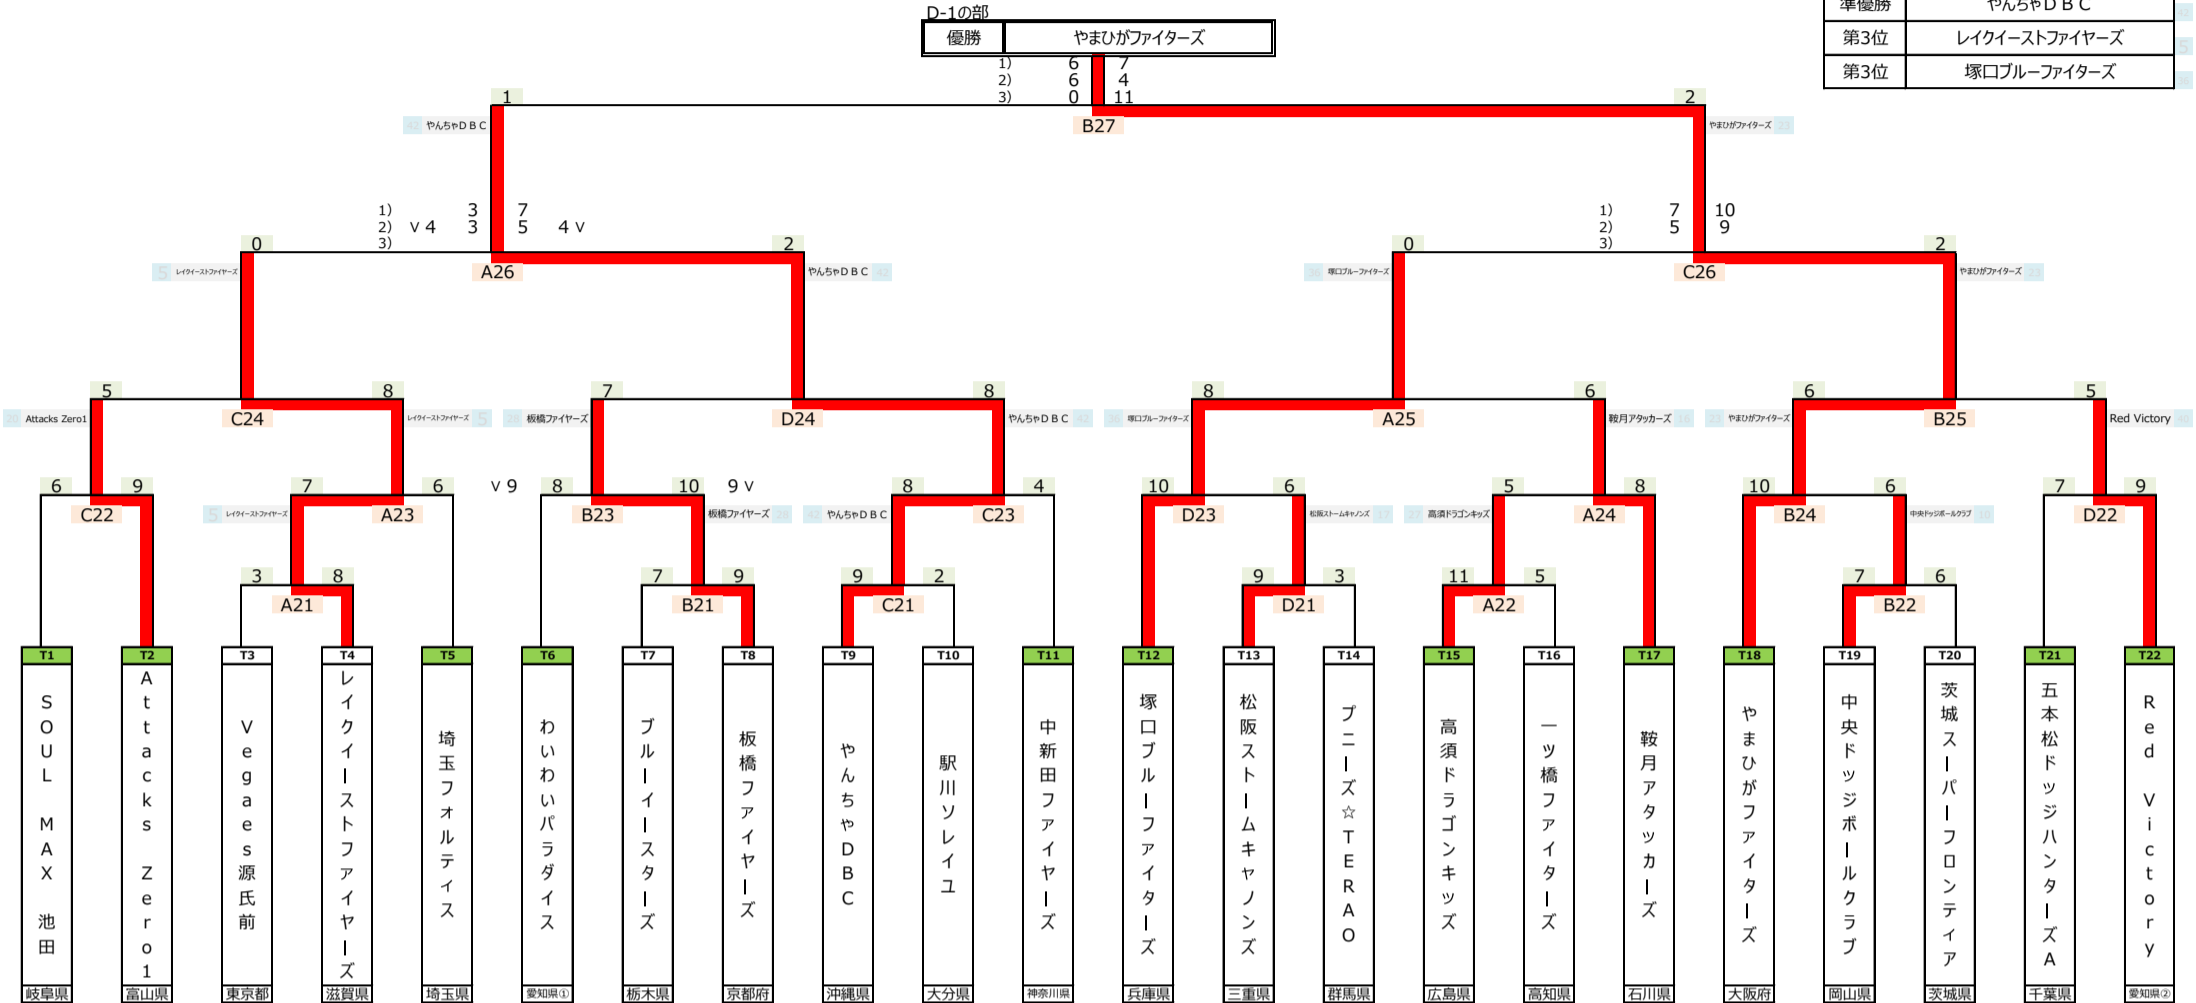 D-1の部
優勝 やまひがファイターズ
準優勝 やんちゃDBC
第3位 レイクイーストファイヤーズ
第3位 塚口ブルーファイターズ
1) 6 7
2) 6 4
3) 0 11
1 2
42 やんちゃDBC B27 やまひがファイターズ 23
1) 3 7 1) 7 10
2) V 4 3 5 4 V 2) 5 9
3) 3)
0 2 0 2
5 レイクイーストファイヤーズ A26 やんちゃDBC 42 36 塚口ブルーファイターズ C26 やまひがファイターズ 23
5 8 7 8 8 6 6 5
20 Attacks Zero1 C24 レイクイーストファイヤーズ 5 28 板橋ファイヤーズ D24 やんちゃDBC 42 36 塚口ブルーファイターズ A25 鞍月アタッカーズ 16 23 やまひがファイターズ B25 Red Victory 40
6 9 7 6 V 9 8 10 9 V 8 4 10 6 5 8 10 6 7 9
C22 5 レイクイーストファイヤーズ A23 B23 板橋ファイヤーズ 28 42 やんちゃDBC C23 D23 松阪ストームキャノンズ 17 27 高須ドラゴンキッズ A24 B24 中央ドッジボールクラブ 10 D22
3 8 7 9 9 2 9 3 11 5 7 6
A21 B21 C21 D21 A22 B22
T1 T2 T3 T4 T5 T6 T7 T8 T9 T10 T11 T12 T13 T14 T15 T16 T17 T18 T19 T20 T21 T22
SOUL MAX 池田
Attacks Zero1
Vegaes源氏前
レイクイーストファイヤーズ
埼玉フォルティス
わいわいパラダイス
ブルーイースターズ
板橋ファイヤーズ
やんちゃDBC
駅川ソレイユ
中新田ファイヤーズ
塚口ブルーファイターズ
松阪ストームキャノンズ
プニーズ☆TERAO
高須ドラゴンキッズ
一ツ橋ファイターズ
鞍月アタッカーズ
やまひがファイターズ
中央ドッジボールクラブ
茨城スーパーフロンティア
五本松ドッジハンターズA
Red Victory
岐阜県 富山県 東京都 滋賀県 埼玉県 愛知県① 栃木県 京都府 沖縄県 大分県 神奈川県 兵庫県 三重県 群馬県 広島県 高知県 石川県 大阪府 岡山県 茨城県 千葉県 愛知県②